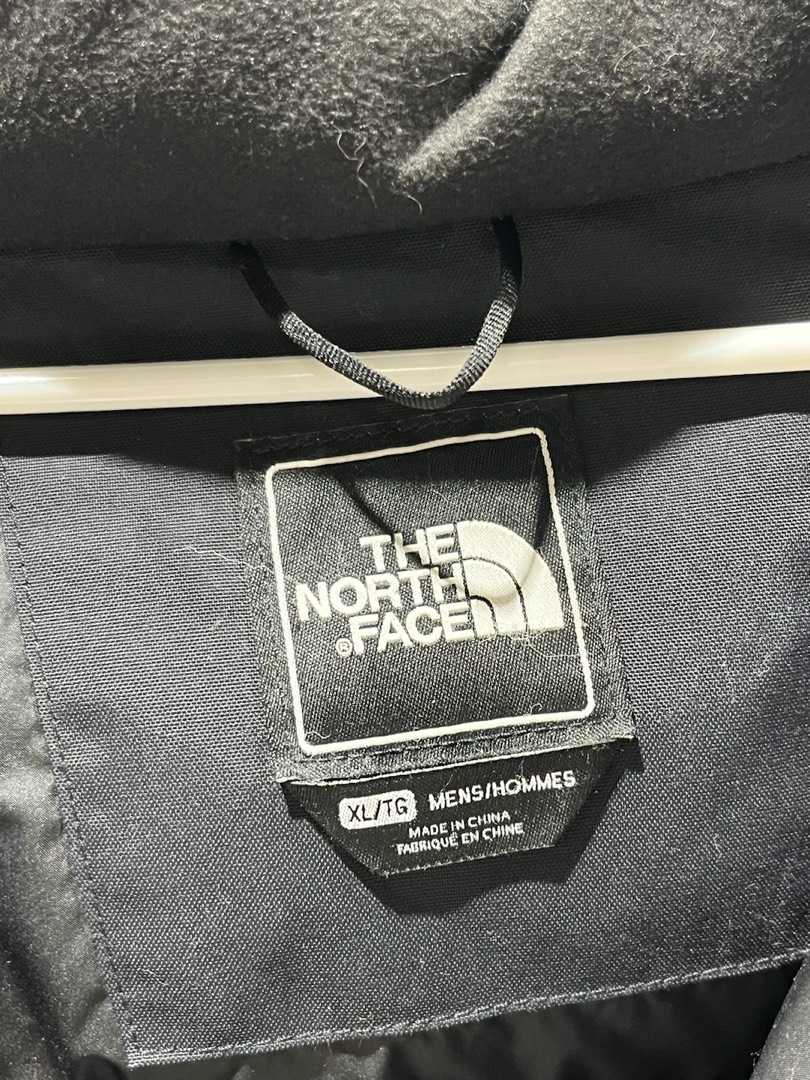 THE
NORTH
®FACE
XL/TG MENS/HOMMES
MADE IN CHINA
FABRIQUÉ EN CHINE